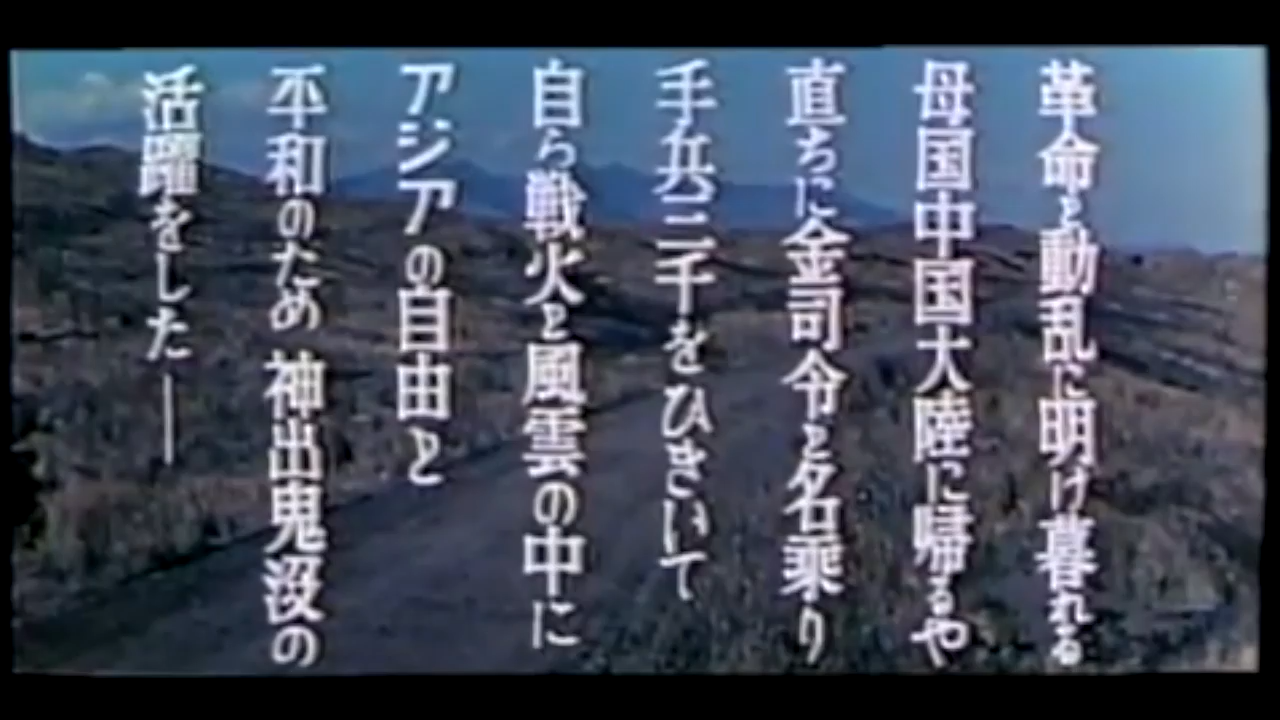 革命と動乱に明け暮れる
母国中国大陸に帰るや
直ちに金司令と名乗り
手兵三千をひきいて
自ら戦火と風雲の中に
アジアの自由と
平和のため 神出鬼没の
活躍をした──